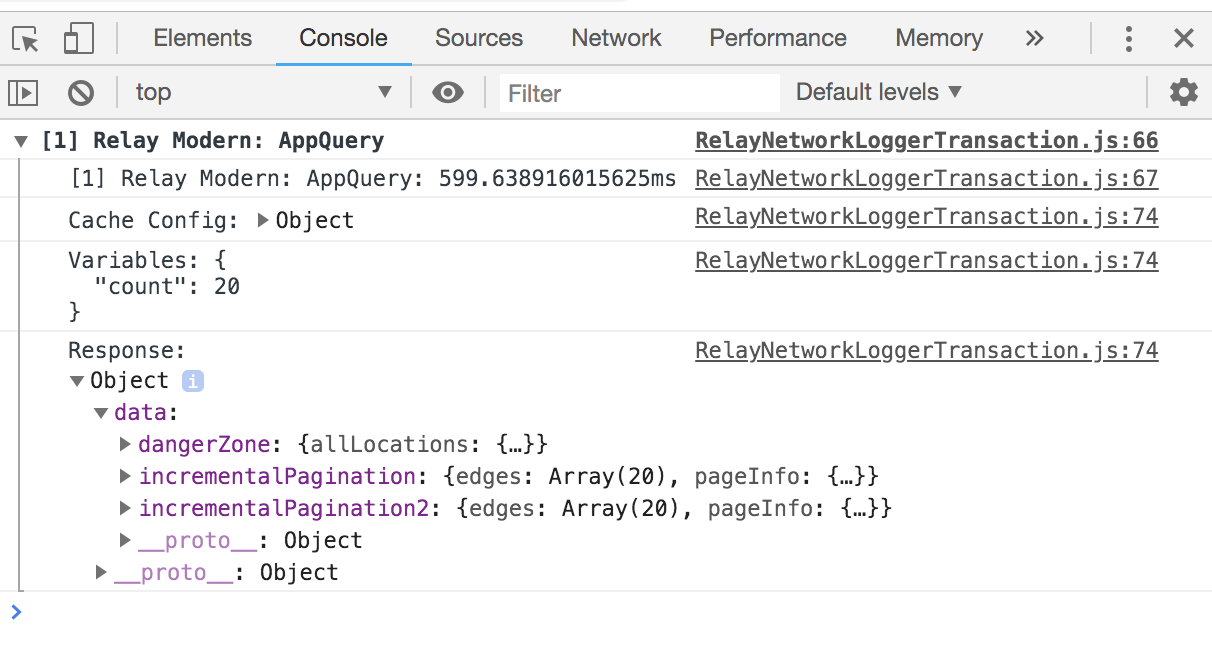 Elements Console Sources Network Performance Memory
top Filter Default levels
[1] Relay Modern: AppQuery RelayNetworkLoggerTransaction.js:66
[1] Relay Modern: AppQuery: 599.638916015625ms RelayNetworkLoggerTransaction.js:67
Cache Config: Object RelayNetworkLoggerTransaction.js:74
Variables: { RelayNetworkLoggerTransaction.js:74
"count": 20
}
Response: RelayNetworkLoggerTransaction.js:74
Object i
data:
dangerZone: {allLocations: {…}}
incrementalPagination: {edges: Array(20), pageInfo: {…}}
incrementalPagination2: {edges: Array(20), pageInfo: {…}}
__proto__: Object
__proto__: Object